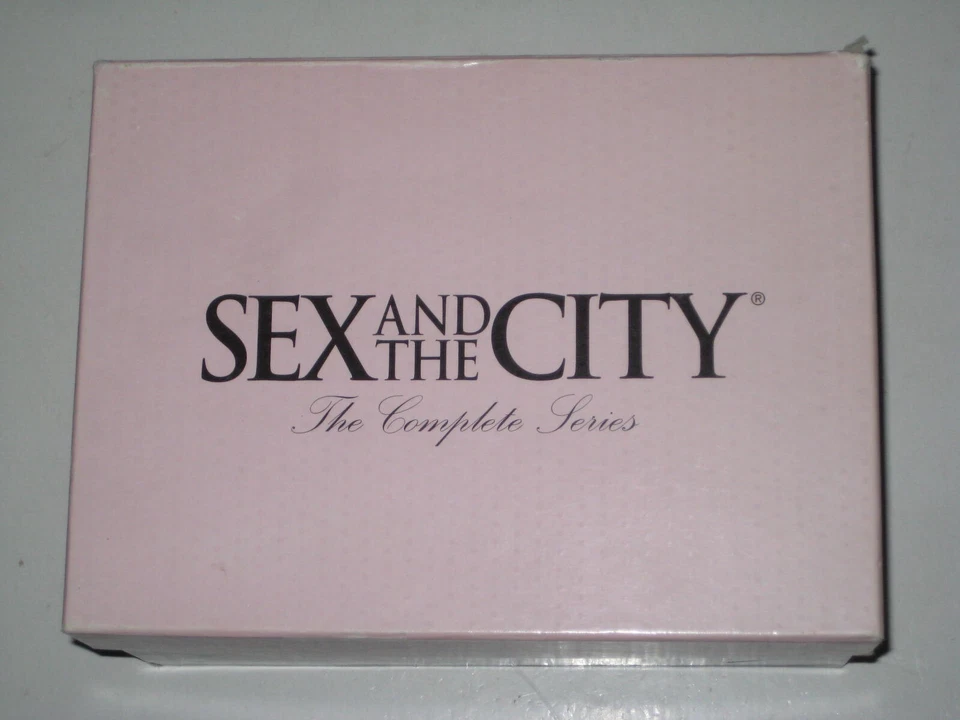 SEX AND THE CITY®
The Complete Series